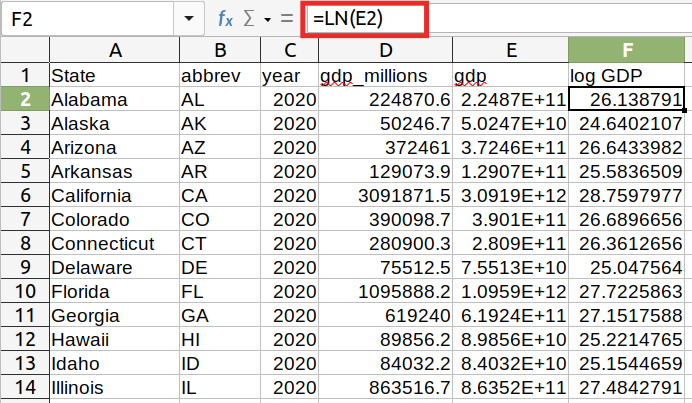 F2 fx Σ = =LN(E2)
A B C D E F
1 State abbrev year gdp_millions gdp log GDP
2 Alabama AL 2020 224870.6 2.2487E+11 26.138791
3 Alaska AK 2020 50246.7 5.0247E+10 24.6402107
4 Arizona AZ 2020 372461 3.7246E+11 26.6433982
5 Arkansas AR 2020 129073.9 1.2907E+11 25.5836509
6 California CA 2020 3091871.5 3.0919E+12 28.7597977
7 Colorado CO 2020 390098.7 3.901E+11 26.6896656
8 Connecticut CT 2020 280900.3 2.809E+11 26.3612656
9 Delaware DE 2020 75512.5 7.5513E+10 25.047564
10 Florida FL 2020 1095888.2 1.0959E+12 27.7225863
11 Georgia GA 2020 619240 6.1924E+11 27.1517588
12 Hawaii HI 2020 89856.2 8.9856E+10 25.2214765
13 Idaho ID 2020 84032.2 8.4032E+10 25.1544659
14 Illinois IL 2020 863516.7 8.6352E+11 27.4842791